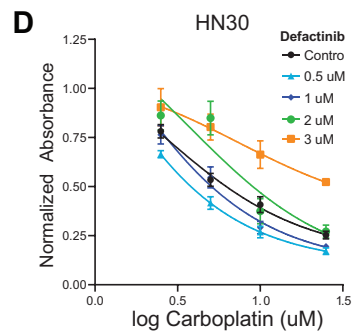 D
HN30
Defactinib
Contro
0.5 uM
1 uM
2 uM
3 uM
Normalized Absorbance
1.25
1.00
0.75
0.50
0.25
0.00
0.0
0.5
1.0
1.5
log Carboplatin (uM)